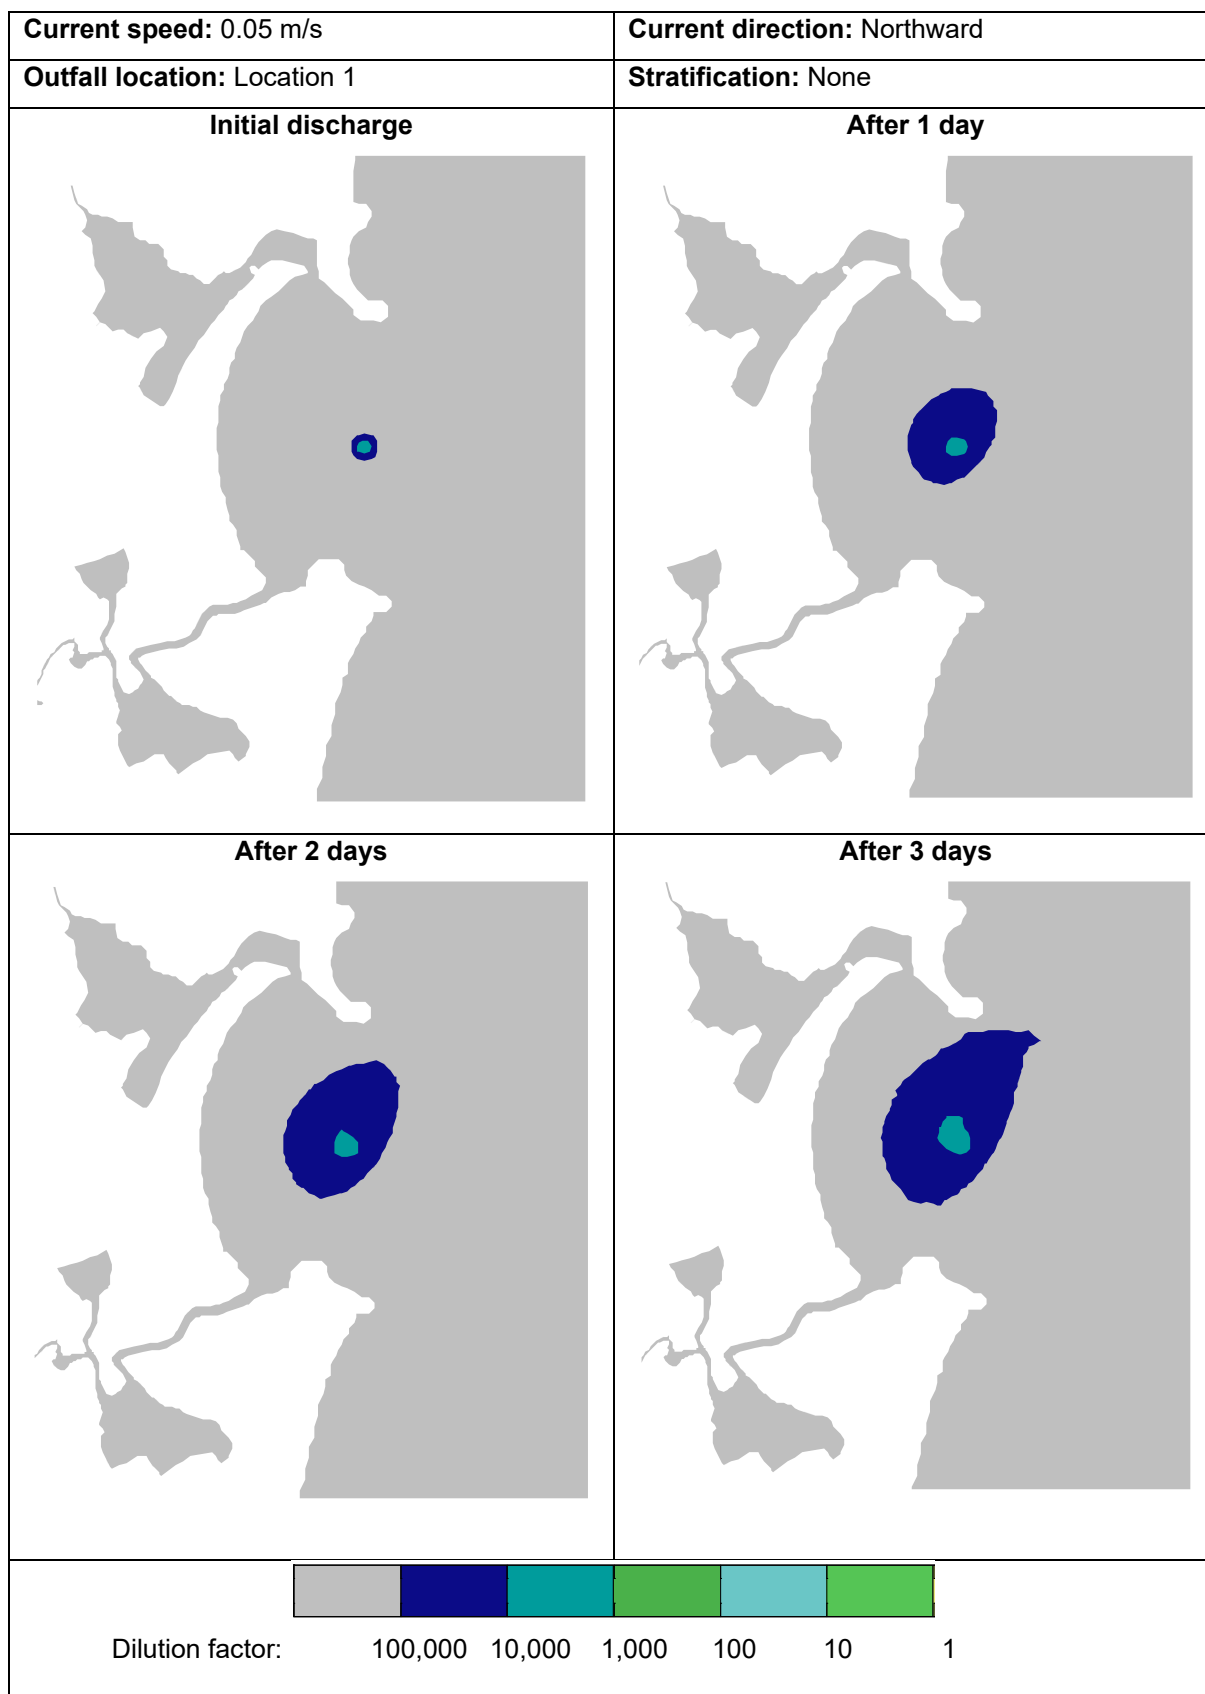 Current speed: 0.05 m/s
Current direction: Northward
Outfall location: Location 1
Stratification: None
Initial discharge
After 1 day
After 2 days
After 3 days
Dilution factor: 100,000 10,000 1,000 100 10 1